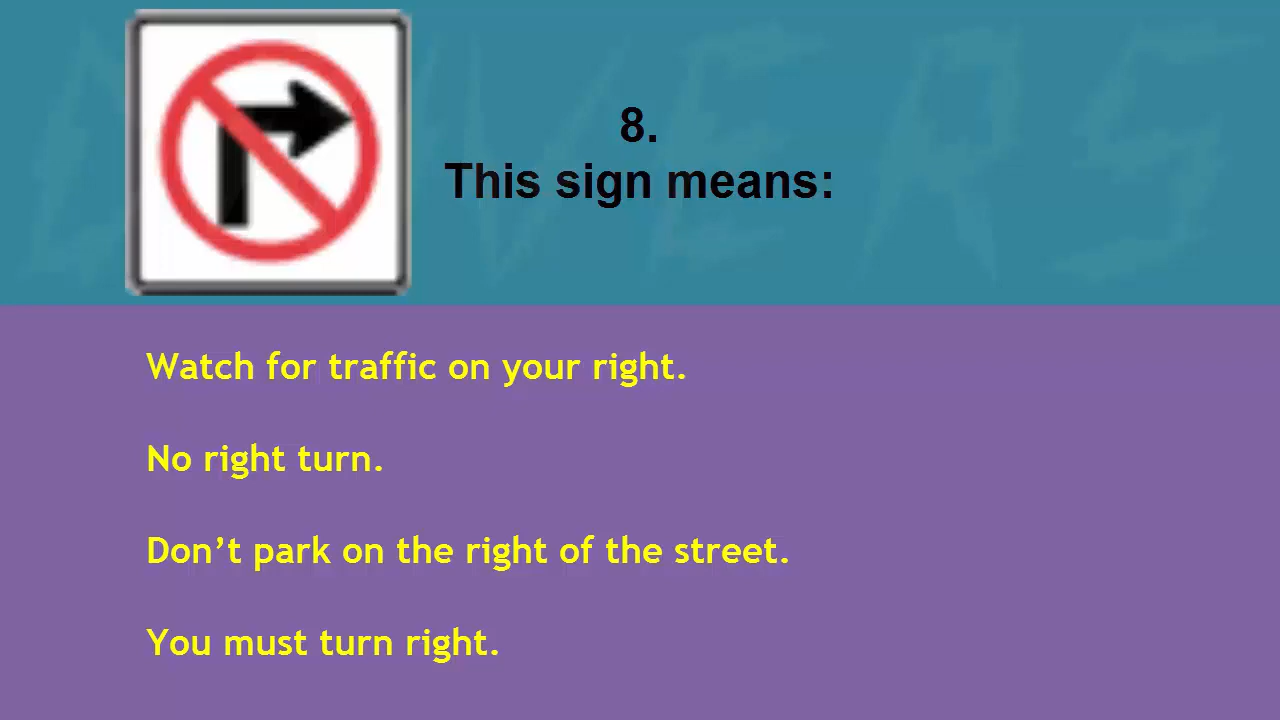 8.
This sign means:
Watch for traffic on your right.
No right turn.
Don’t park on the right of the street.
You must turn right.